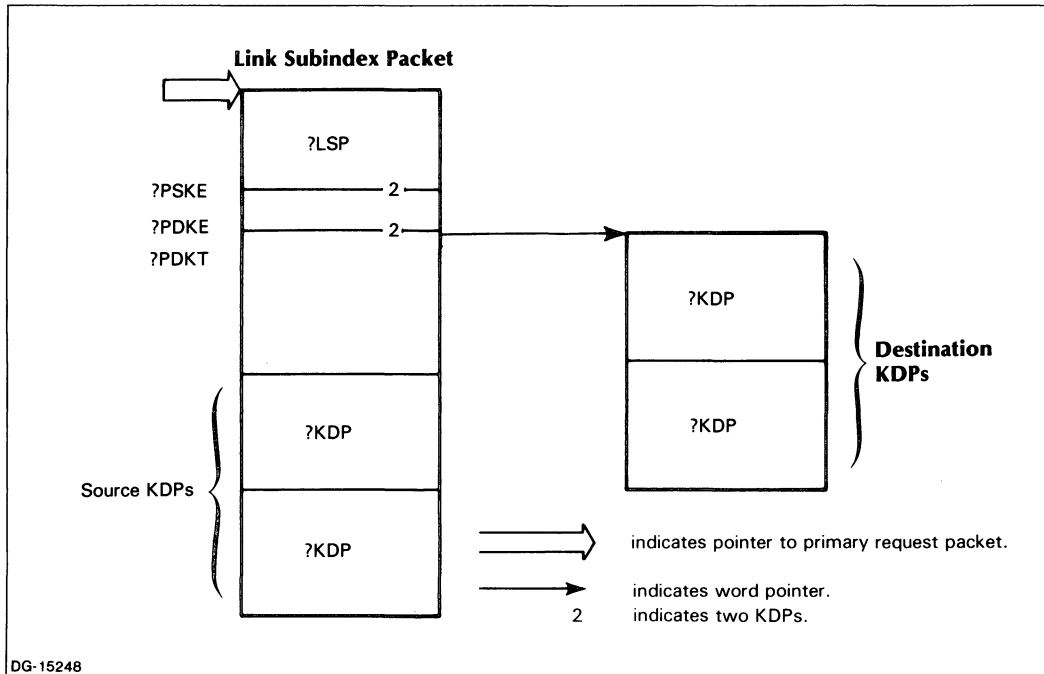 Link Subindex Packet
?LSP
?PSKE
2
?PDKE
2
?PDKT
?KDP
?KDP
Destination
KDPs
?KDP
Source KDPs
?KDP
indicates pointer to primary request packet.
indicates word pointer.
2 indicates two KDPs.
DG-15248